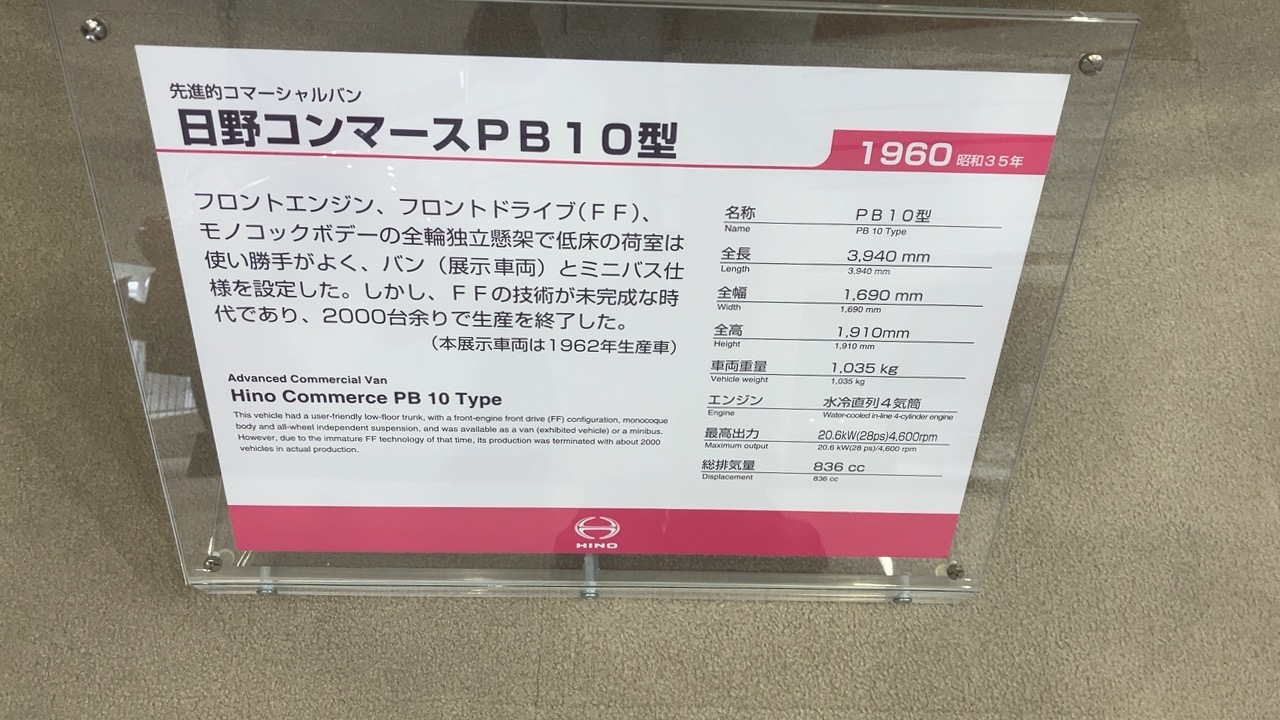 先進的コマーシャルバン
日野コンマースPB10型
1960 昭和35年
フロントエンジン、フロントドライブ(FF)、
モノコックボデーの全輪独立懸架で低床の荷室は
使い勝手がよく、バン（展示車両）とミニバス仕
様を設定した。しかし、FFの技術が未完成な時
代であり、2000台余りで生産を終了した。
（本展示車両は1962年生産車）
Advanced Commercial Van
Hino Commerce PB 10 Type
This vehicle had a user-friendly low-floor trunk, with a front-engine front drive (FF) configuration, monocoque
body and all-wheel independent suspension, and was available as a van (exhibited vehicle) or a minibus.
However, due to the immature FF technology of that time, its production was terminated with about 2000
vehicles in actual production.
名称 PB10型
Name PB 10 Type
全長 3,940 mm
Length 3,940 mm
全幅 1,690 mm
Width 1,690 mm
全高 1,910mm
Height 1,910 mm
車両重量 1,035 kg
Vehicle weight 1,035 kg
エンジン 水冷直列4気筒
Engine Water-cooled in-line 4-cylinder engine
最高出力 20.6kW(28ps)4,600rpm
Maximum output 20.6 kW(28 ps)/4,600 rpm
総排気量 836 cc
Displacement 836 cc
HINO